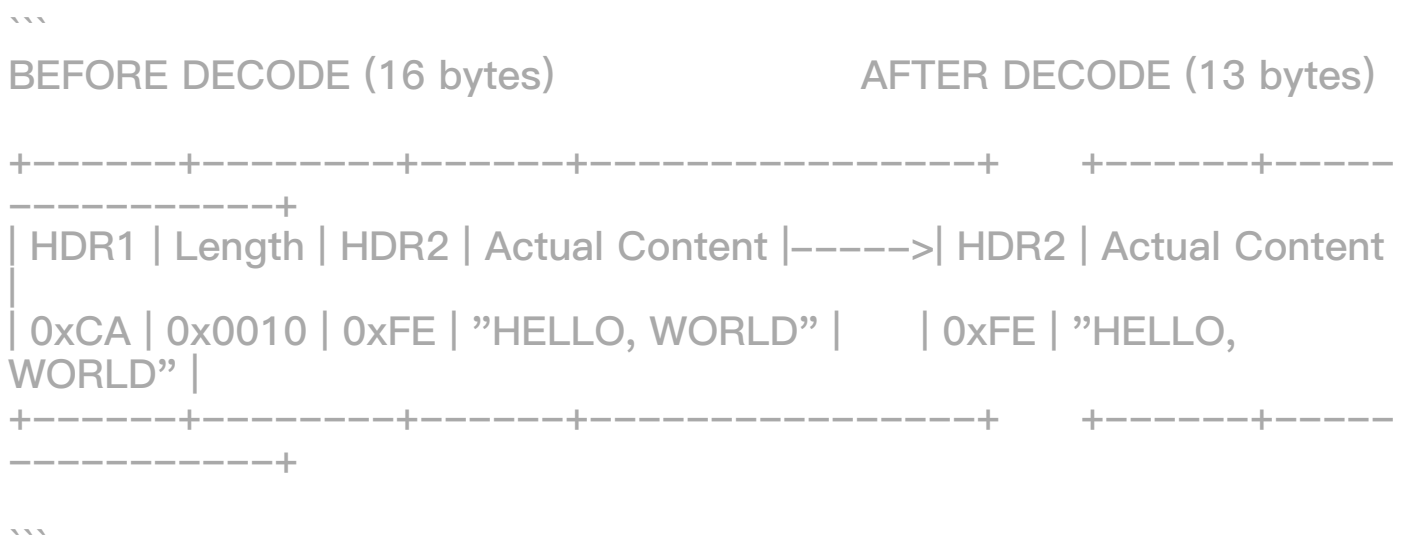 ```
BEFORE DECODE (16 bytes)                    AFTER DECODE (13 bytes)
+------+--------+------+----------------+    +------+-----
-----------+
| HDR1 | Length | HDR2 | Actual Content |----->| HDR2 | Actual Content
|
| 0xCA | 0x0010 | 0xFE | ”HELLO, WORLD” |    | 0xFE | ”HELLO,
WORLD” |
+------+--------+------+----------------+    +------+-----
-----------+
```